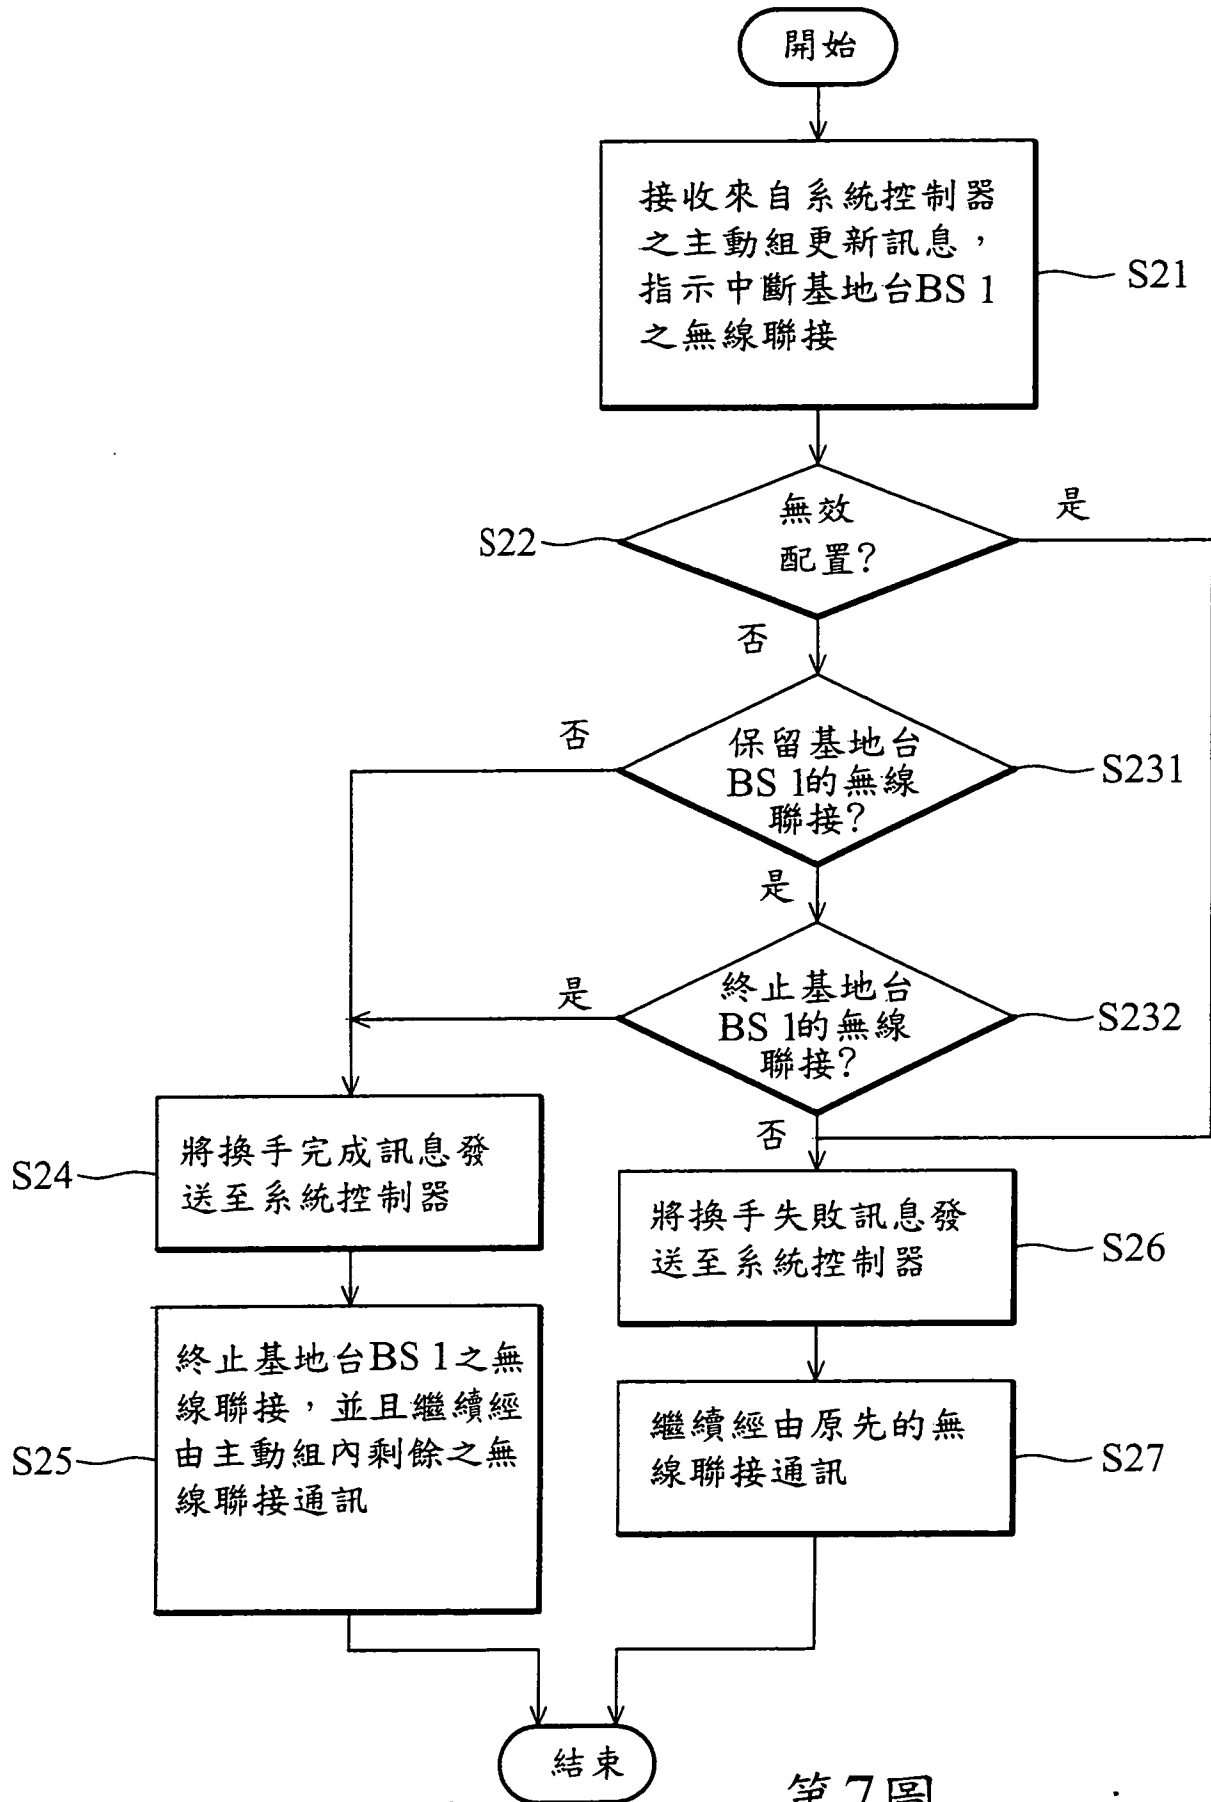 開始
接收來自系統控制器
之主動組更新訊息，
指示中斷基地台BS 1
之無線聯接
S21
無效
配置?
S22
是
否
保留基地台
BS 1的無線
聯接?
S231
否
是
終止基地台
BS 1的無線
聯接?
S232
是
否
將換手完成訊息發
送至系統控制器
S24
將換手失敗訊息發
送至系統控制器
S26
終止基地台BS 1之無
線聯接，並且繼續經
由主動組內剩餘之無
線聯接通訊
S25
繼續經由原先的無
線聯接通訊
S27
結束
第7圖